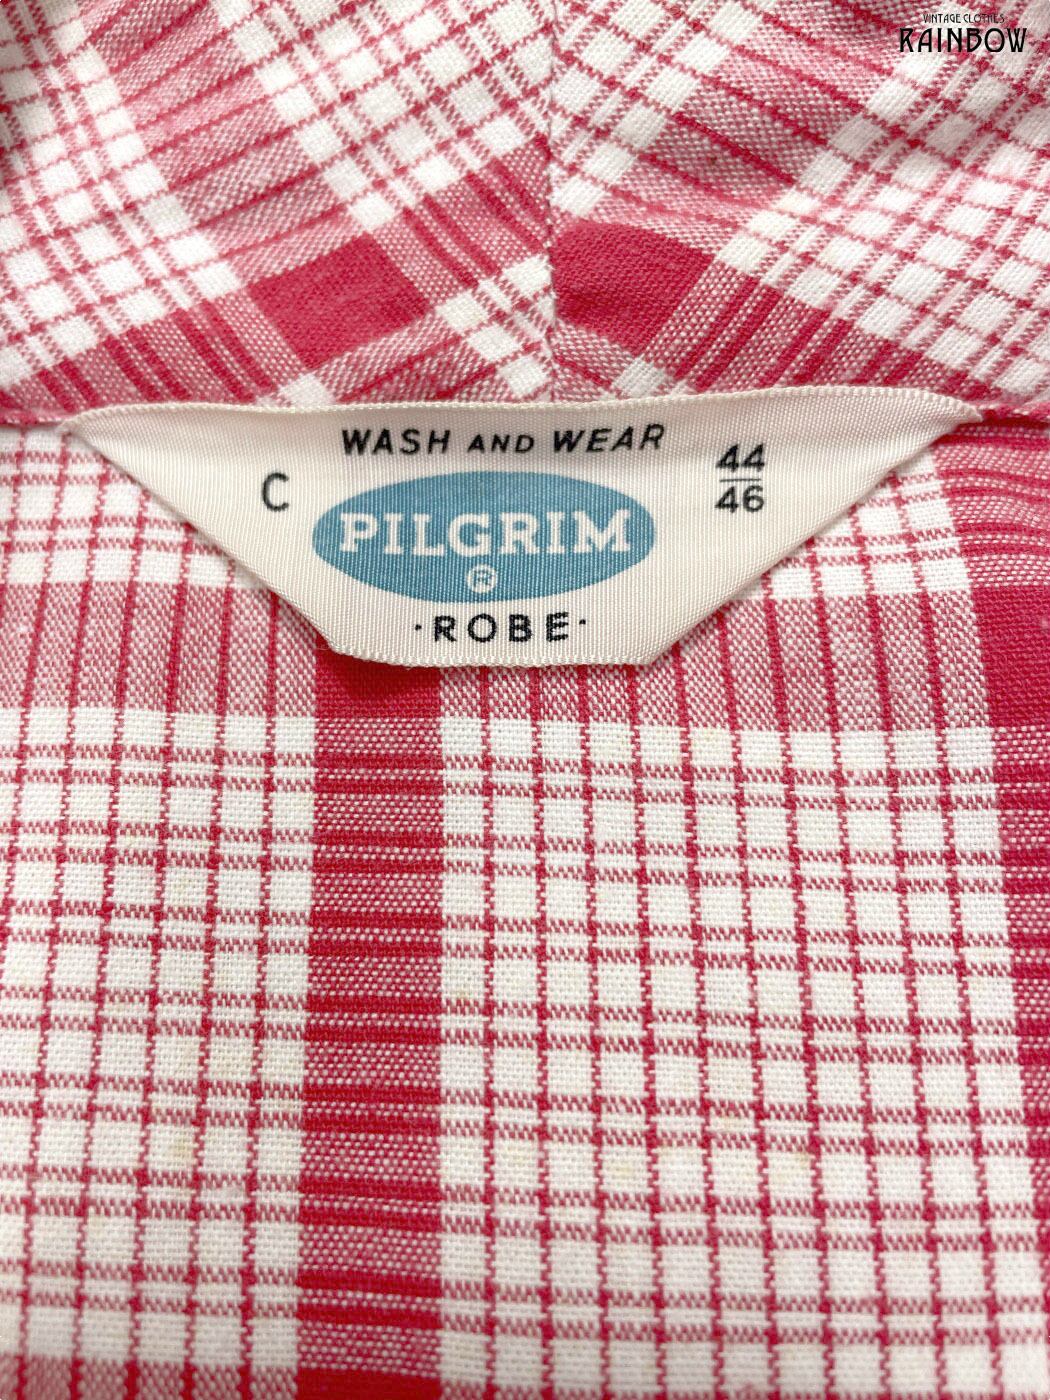 VINTAGE CLOTHES
RAINBOW
WASH AND WEAR
C
44
46
PILGRIM
®
·ROBE·